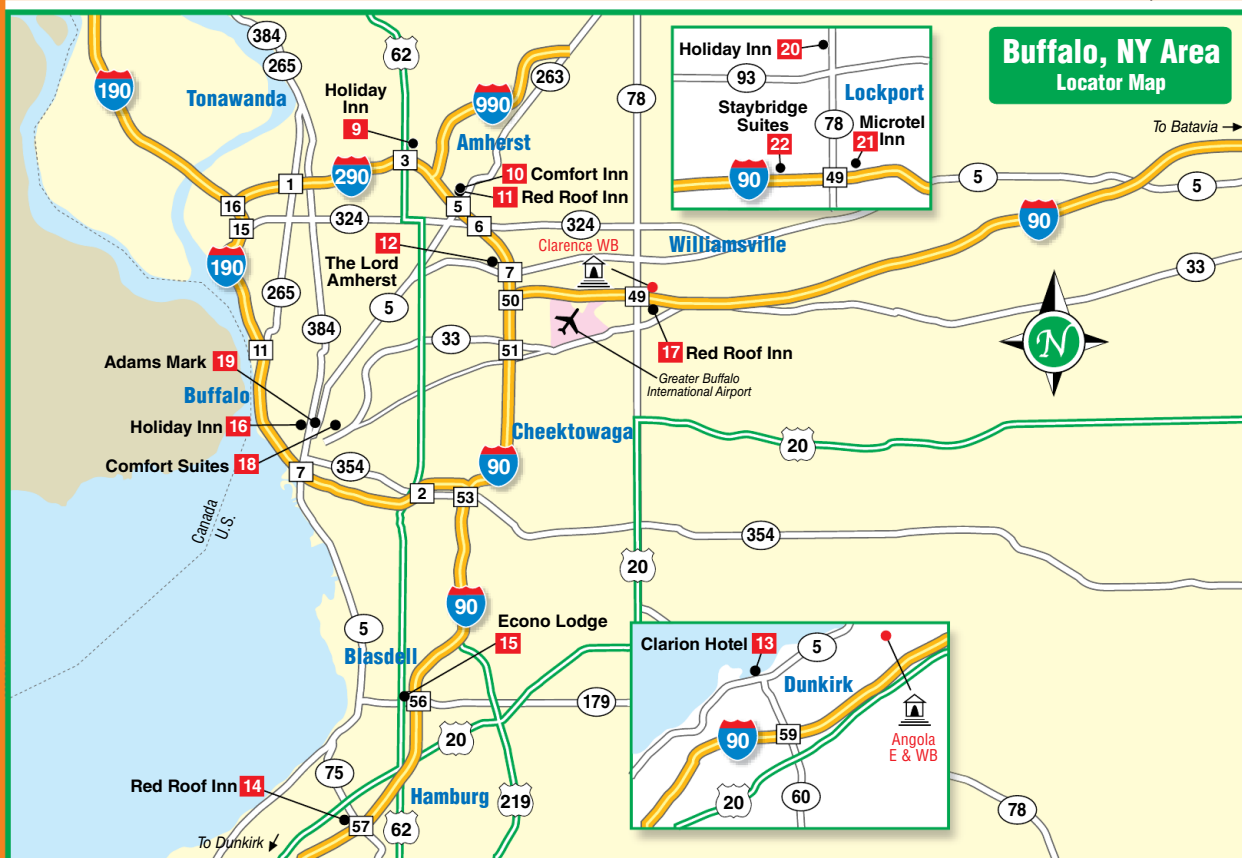 Buffalo, NY Area
Locator Map
384
265
62
263
190
Tonawanda
Holiday
Inn
9
990
Amherst
78
Holiday Inn 20
93
Lockport
Staybridge
Suites
22
78
Microtel
Inn
21
90
49
To Batavia
5
5
3
290
1
10 Comfort Inn
11 Red Roof Inn
16
5
15
324
6
324
90
12
Clarence WB
Williamsville
The Lord
Amherst
7
190
33
265
5
50
49
384
33
51
17 Red Roof Inn
11
Adams Mark 19
Greater Buffalo
International Airport
N
Buffalo
Holiday Inn 16
Cheektowaga
20
Comfort Suites 18
354
90
7
2
53
Canada
U.S.
354
20
90
Econo Lodge
15
5
Blasdell
Clarion Hotel 13
5
Dunkirk
56
179
59
90
Angola
E & WB
20
20
60
75
Red Roof Inn 14
Hamburg
219
78
57
62
To Dunkirk